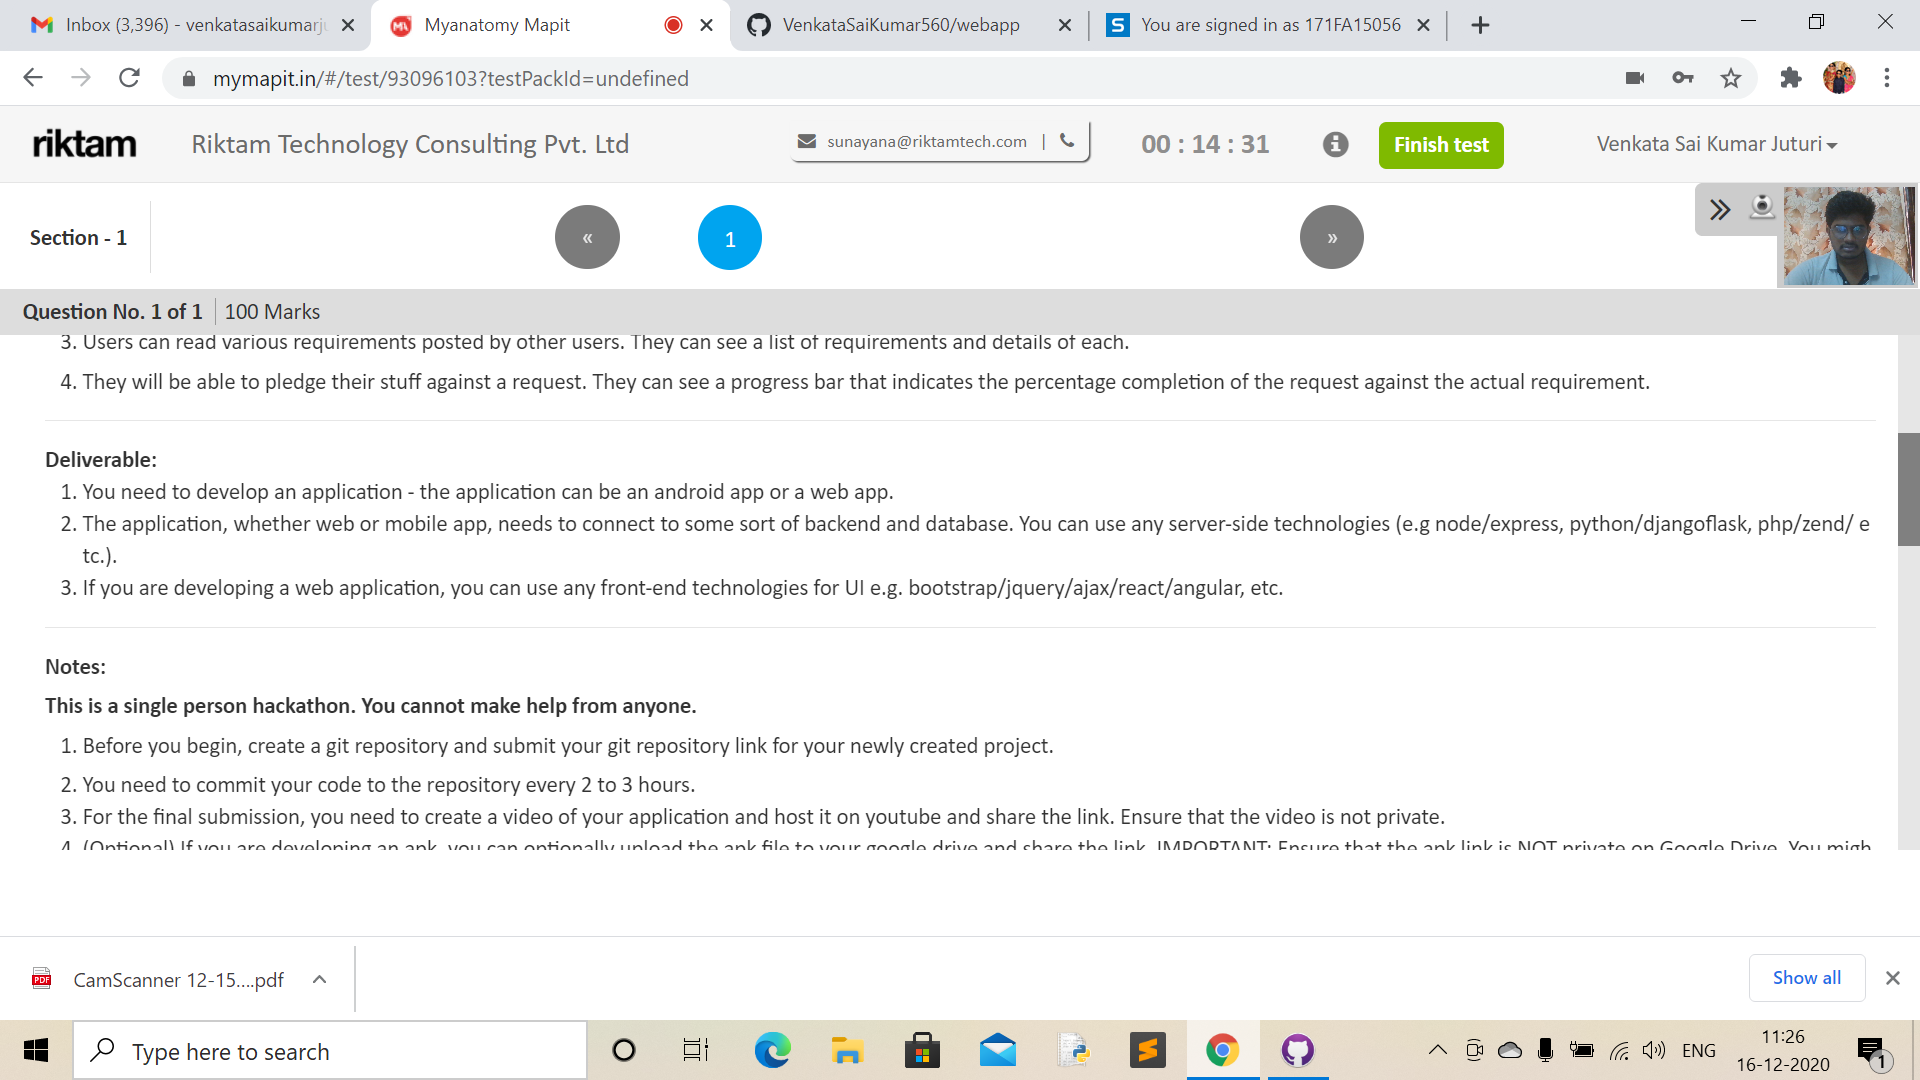 Inbox (3,396) - venkatasaikumarju
Myanatomy Mapit
VenkataSaiKumar560/webapp
You are signed in as 171FA15056
mymapit.in/#/test/93096103?testPackId=undefined
riktam
Riktam Technology Consulting Pvt. Ltd
sunayana@riktamtech.com |
00 : 14 : 31
Finish test
Venkata Sai Kumar Juturi
Section - 1
«
1
»
Question No. 1 of 1
100 Marks
3. Users can read various requirements posted by other users. They can see a list of requirements and details of each.
4. They will be able to pledge their stuff against a request. They can see a progress bar that indicates the percentage completion of the request against the actual requirement.
Deliverable:
1. You need to develop an application - the application can be an android app or a web app.
2. The application, whether web or mobile app, needs to connect to some sort of backend and database. You can use any server-side technologies (e.g node/express, python/djangoflask, php/zend/ e
tc.).
3. If you are developing a web application, you can use any front-end technologies for UI e.g. bootstrap/jquery/ajax/react/angular, etc.
Notes:
This is a single person hackathon. You cannot make help from anyone.
1. Before you begin, create a git repository and submit your git repository link for your newly created project.
2. You need to commit your code to the repository every 2 to 3 hours.
3. For the final submission, you need to create a video of your application and host it on youtube and share the link. Ensure that the video is not private.
4. (Optional) If you are developing an apk, you can optionally upload the apk file to your google drive and share the link. IMPORTANT: Ensure that the apk link is NOT private on Google Drive. You migh
PDF
CamScanner 12-15....pdf
Show all
Type here to search
ENG
11:26
16-12-2020
1